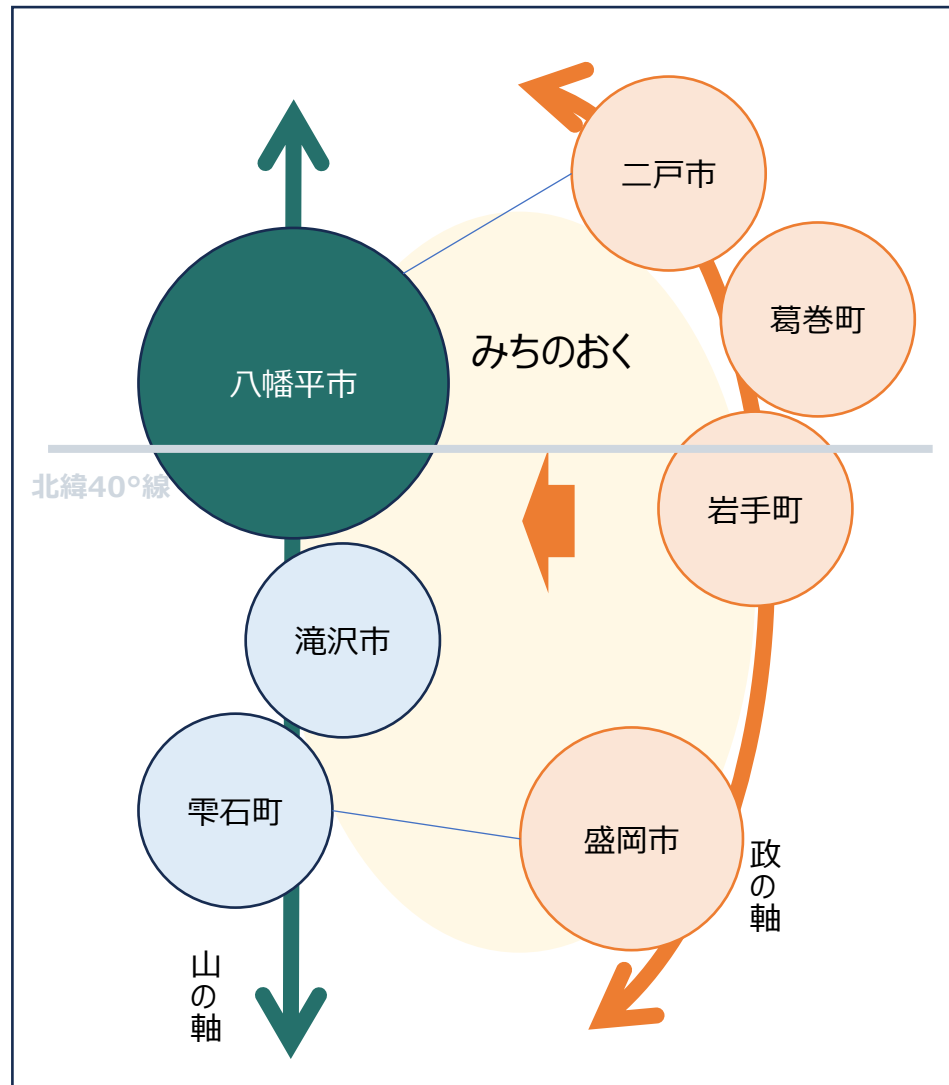 二戸市
葛巻町
みちのおく
八幡平市
北緯40°線
岩手町
滝沢市
雫石町
盛岡市
政の軸
山の軸